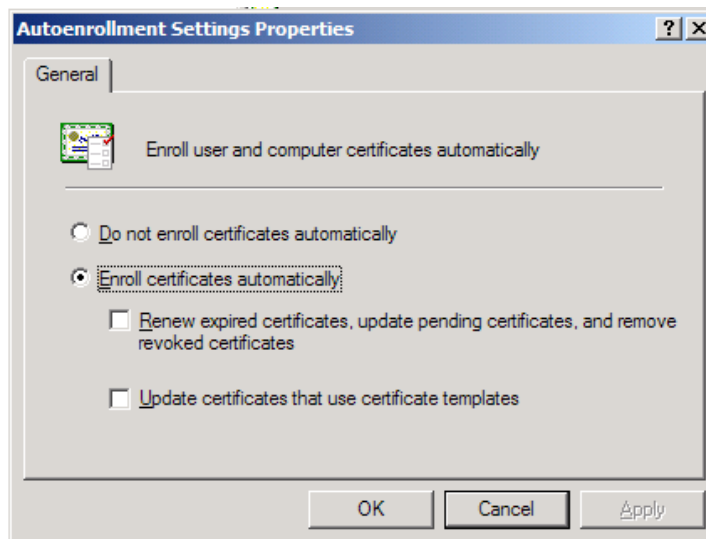 Autoenrollment Settings Properties
General
Enroll user and computer certificates automatically
Do not enroll certificates automatically
Enroll certificates automatically
Renew expired certificates, update pending certificates, and remove
revoked certificates
Update certificates that use certificate templates
OK Cancel Apply